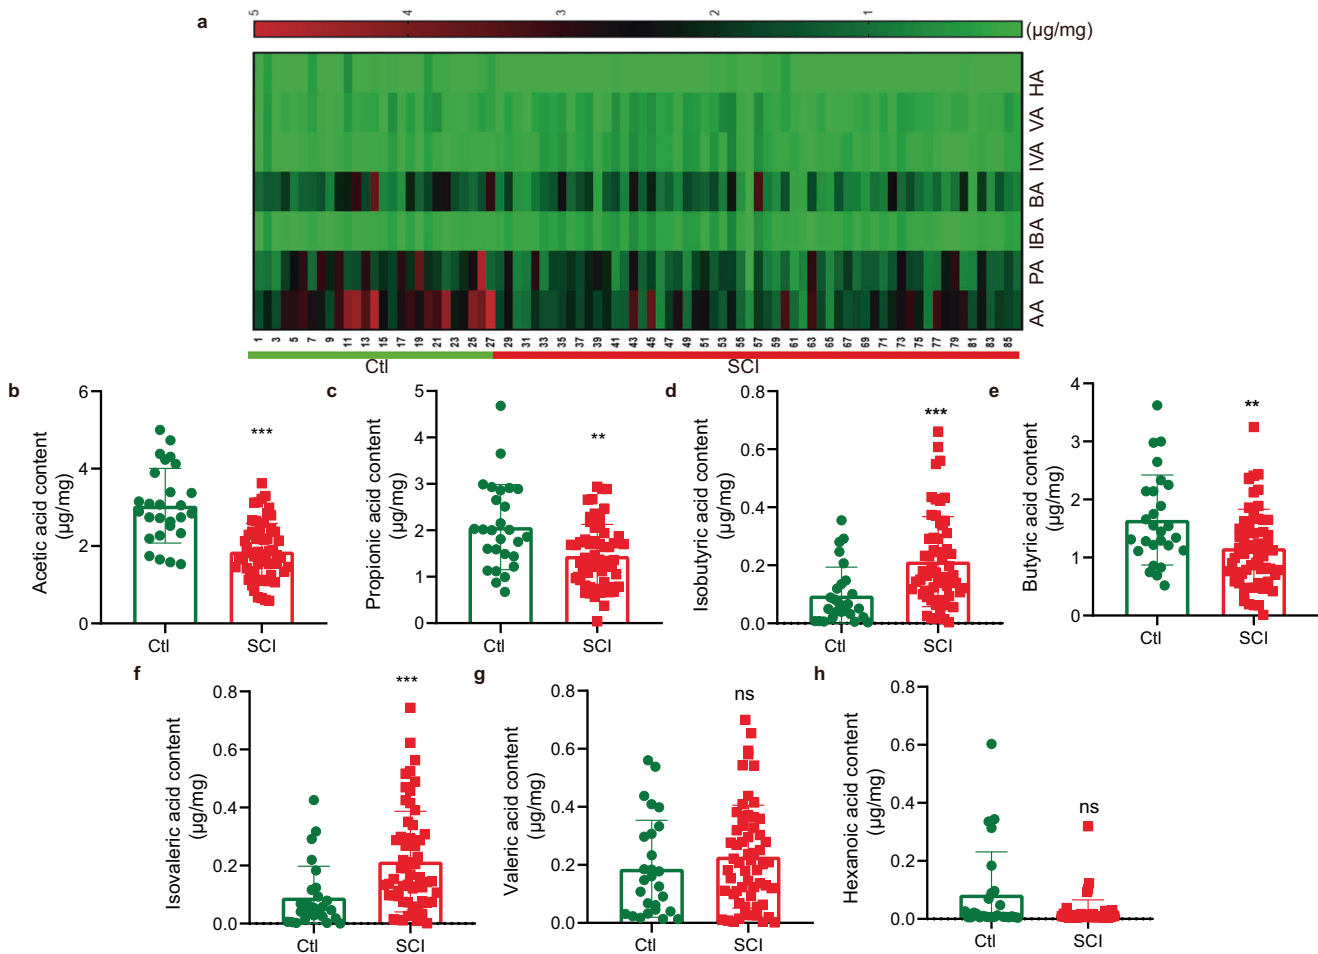 a
5 4 3 2 1 (µg/mg)
HA
VA
IVA
BA
IBA
PA
AA
1 3 5 7 9 11 13 15 17 19 21 23 25 27 29 31 33 35 37 39 41 43 45 47 49 51 53 55 57 59 61 63 65 67 69 71 73 75 77 79 81 83 85
Ctl SCI
b
Acetic acid content
(µg/mg)
6
4
2
0
***
Ctl SCI
c
Propionic acid content
(µg/mg)
5
4
3
2
1
0
**
Ctl SCI
d
Isobutyric acid content
(µg/mg)
0.8
0.6
0.4
0.2
0.0
***
Ctl SCI
e
Butyric acid content
(µg/mg)
4
3
2
1
0
**
Ctl SCI
f
Isovaleric acid content
(µg/mg)
0.8
0.6
0.4
0.2
0.0
***
Ctl SCI
g
Valeric acid content
(µg/mg)
0.8
0.6
0.4
0.2
0.0
ns
Ctl SCI
h
Hexanoic acid content
(µg/mg)
0.8
0.6
0.4
0.2
0.0
ns
Ctl SCI